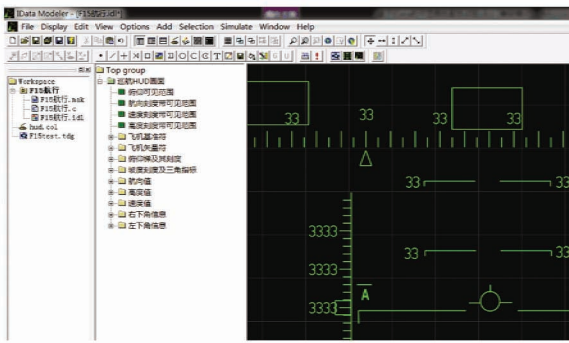 IData Modeler - [F15航行.idl*]
File Display Edit View Options Add Selection Simulate Window Help
Workspace
F15航行
F15航行.msk
F15航行.c
F15航行.idl
hud.col
F15test.tdg
Top group
巡航HUD画面
俯仰可见范围
航向刻度带可见范围
速度刻度带可见范围
高度刻度带可见范围
飞机基准符
飞机矢量符
俯仰梯及其刻度
坡度刻度及三角指标
航向值
高度值
速度值
右下角信息
左下角信息
33
33
33
33
33
33
3333
33
33
3333
3333
A